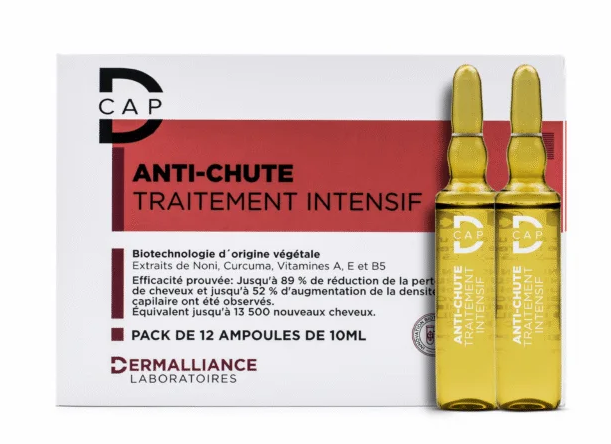 D
CAP
ANTI-CHUTE
TRAITEMENT INTENSIF
Biotechnologie d´origine végétale
Extraits de Noni, Curcuma, Vitamines A, E et B5
Efficacité prouvée: Jusqu'à 89 % de réduction de la
de cheveux et jusqu'à 52 % d'augmentation de la
capilaire ont été observés.
Équivalent jusqu'à 13 500 nouveaux cheveux.
PACK DE 12 AMPOULES DE 10ML
DERMALLIANCE
LABORATOIRES
D
CAP
ANTI-CHUTE
TRAITEMENT
INTENSIF
D
CAP
ANTI-CHUTE
TRAITEMENT
INTENSIF